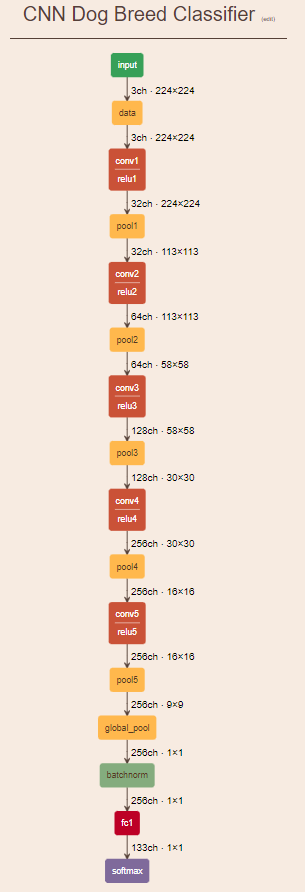 CNN Dog Breed Classifier (edit)
input
3ch · 224×224
data
3ch · 224×224
conv1
relu1
32ch · 224×224
pool1
32ch · 113×113
conv2
relu2
64ch · 113×113
pool2
64ch · 58×58
conv3
relu3
128ch · 58×58
pool3
128ch · 30×30
conv4
relu4
256ch · 30×30
pool4
256ch · 16×16
conv5
relu5
256ch · 16×16
pool5
256ch · 9×9
global_pool
256ch · 1×1
batchnorm
256ch · 1×1
fc1
133ch · 1×1
softmax